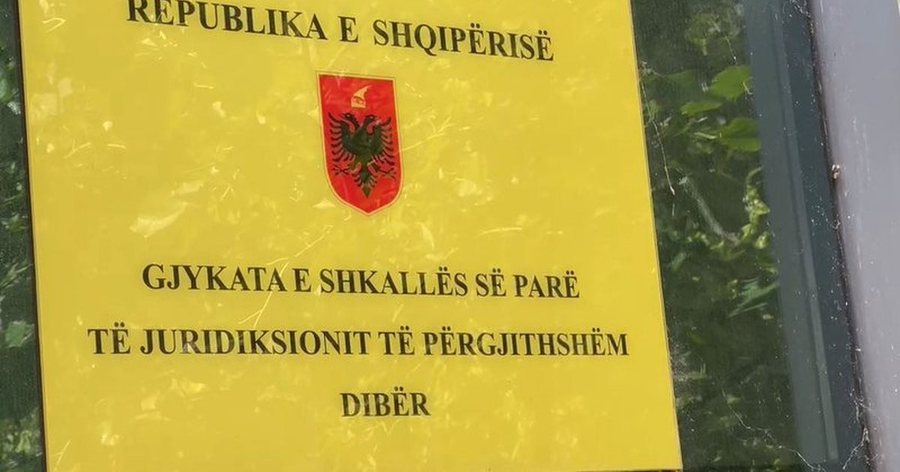 REPUBLIKA E SHQIPËRISË
GJYKATA E SHKALLËS SË PARË
TË JURIDIKSIONIT TË PËRGJITHSHËM
DIBËR